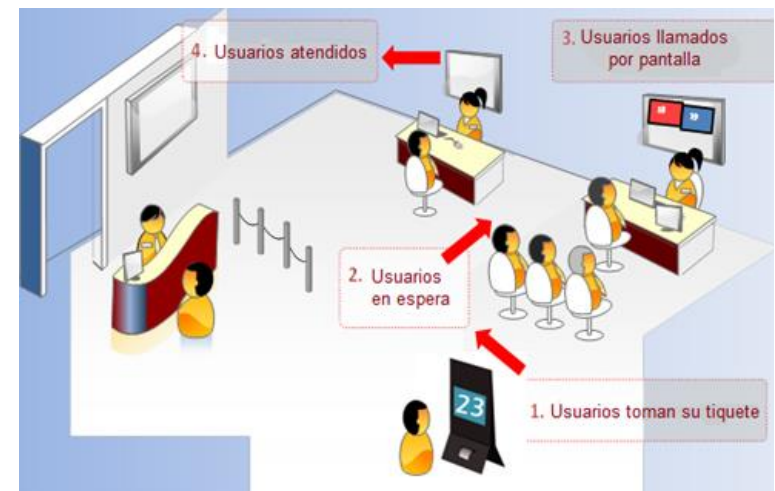 4. Usuarios atendidos
3. Usuarios llamados
por pantalla
2. Usuarios
en espera
23
1. Usuarios toman su tiquete